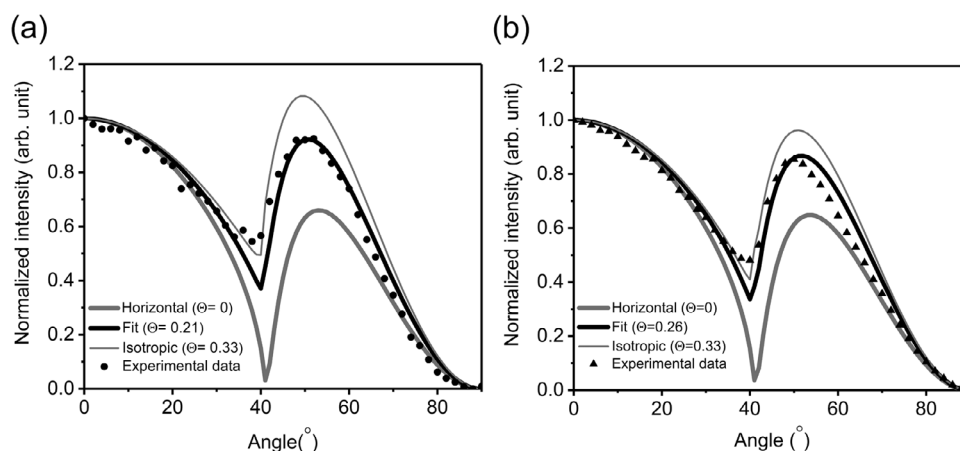 (a)
Normalized intensity (arb. unit)
1.2
1.0
0.8
0.6
0.4
0.2
0.0
Horizontal (Θ= 0)
Fit (Θ= 0.21)
Isotropic (Θ= 0.33)
Experimental data
0
20
40
60
80
Angle(°)
(b)
Normalized intensity (arb. unit)
1.2
1.0
0.8
0.6
0.4
0.2
0.0
Horizontal (Θ=0)
Fit (Θ=0.26)
Isotropic (Θ=0.33)
Experimental data
0
20
40
60
80
Angle (°)